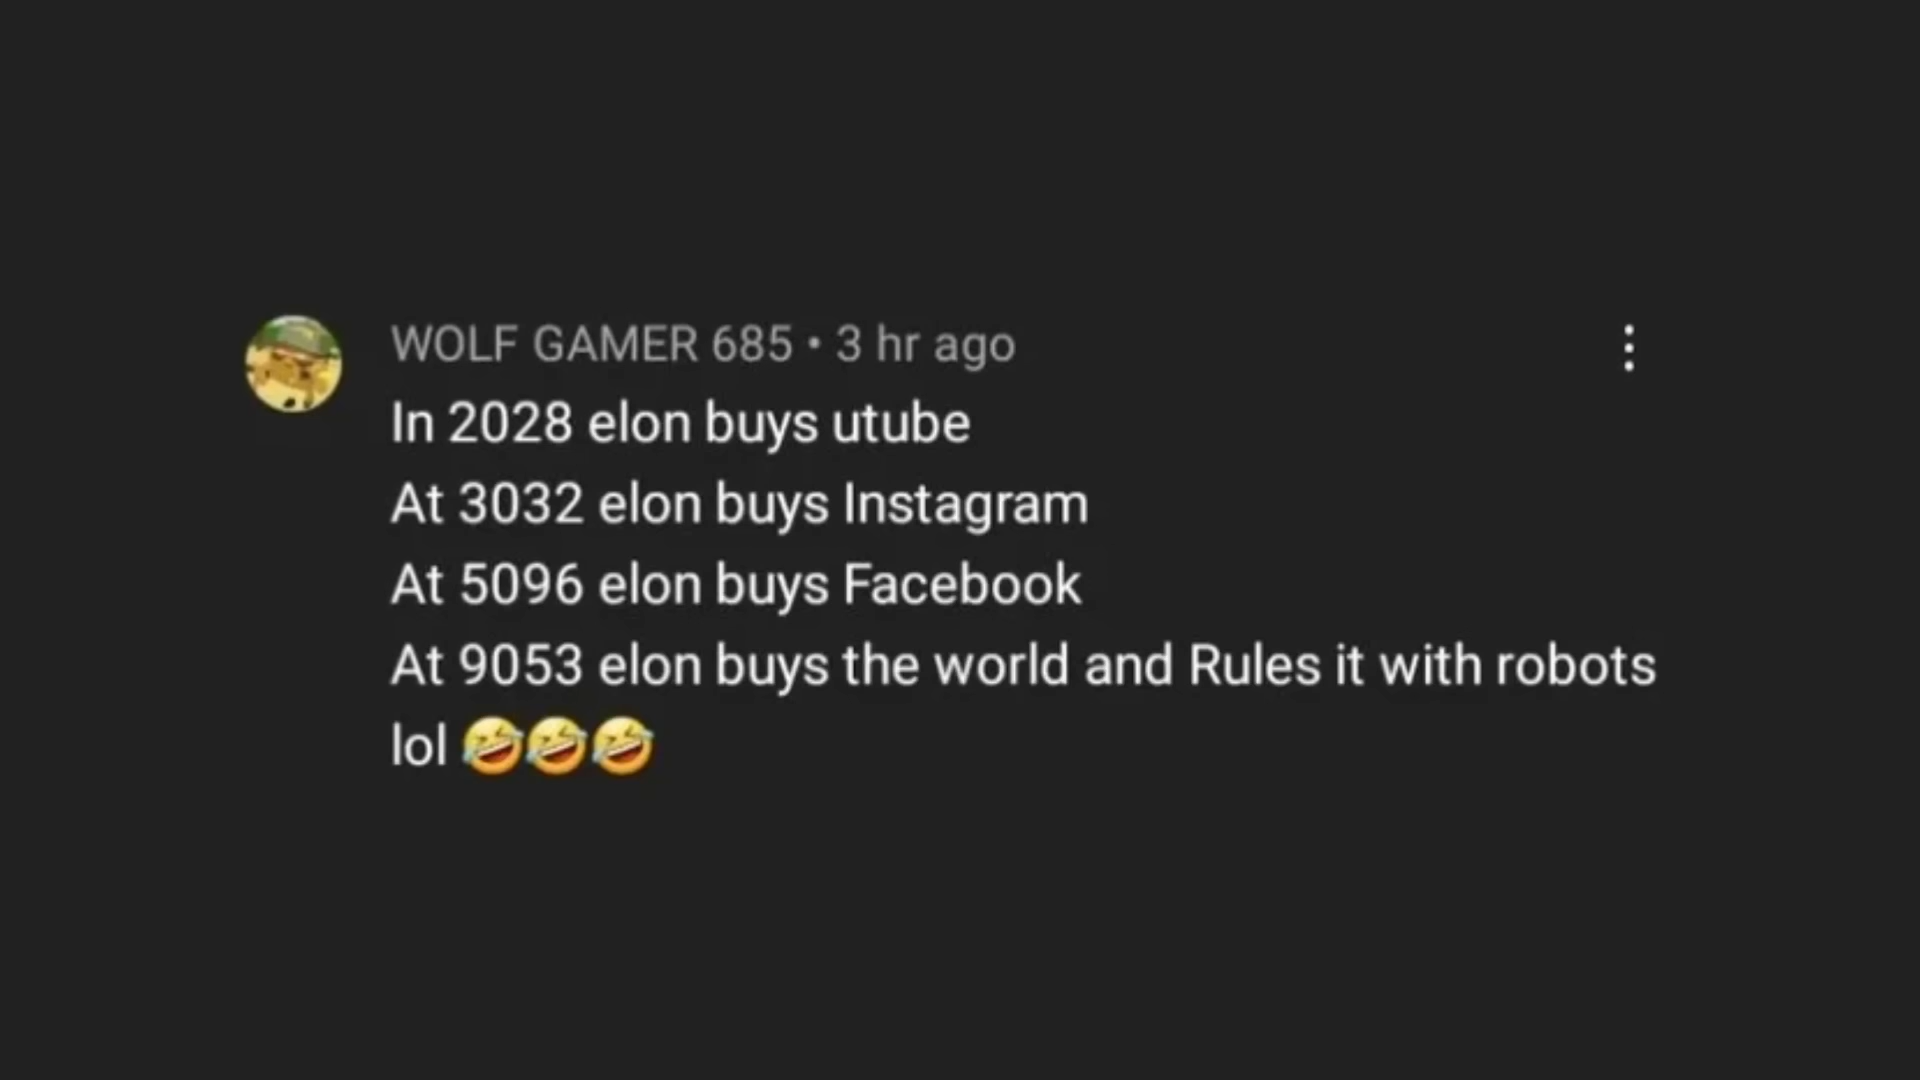 WOLF GAMER 685 • 3 hr ago
In 2028 elon buys utube
At 3032 elon buys Instagram
At 5096 elon buys Facebook
At 9053 elon buys the world and Rules it with robots
lol 🤣🤣🤣